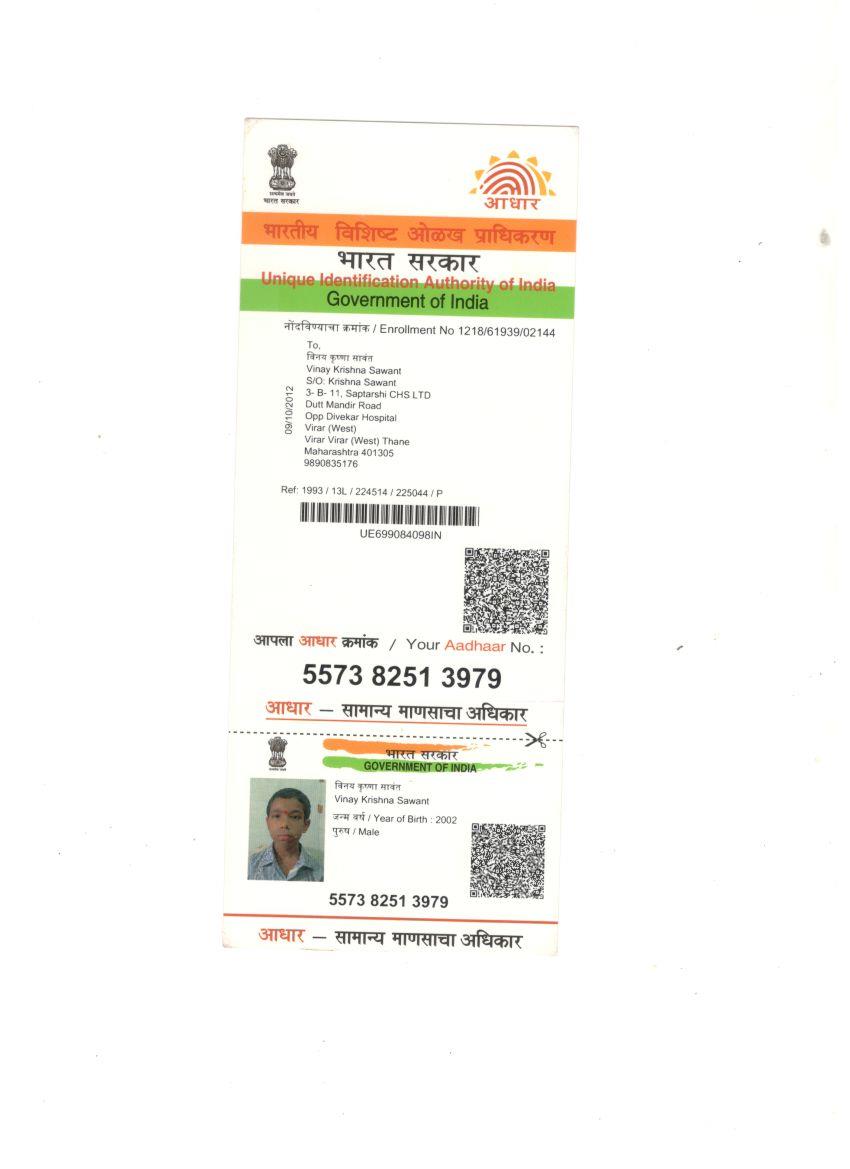 सत्यमेव जयते
भारत सरकार
आधार
भारतीय विशिष्ट ओळख प्राधिकरण
भारत सरकार
Unique Identification Authority of India
Government of India
नोंदविण्याचा क्रमांक / Enrollment No 1218/61939/02144
To,
विनय कृष्णा सावंत
Vinay Krishna Sawant
S/O: Krishna Sawant
3- B- 11, Saptarshi CHS LTD
Dutt Mandir Road
Opp Divekar Hospital
Virar (West)
Virar Virar (West) Thane
Maharashtra 401305
9890835176
09/10/2012
Ref: 1993 / 13L / 224514 / 225044 / P
UE699084098IN
आपला आधार क्रमांक / Your Aadhaar No. :
5573 8251 3979
आधार – सामान्य माणसाचा अधिकार
भारत सरकार
GOVERNMENT OF INDIA
विनय कृष्णा सावंत
Vinay Krishna Sawant
जन्म वर्ष / Year of Birth : 2002
पुरुष / Male
5573 8251 3979
आधार – सामान्य माणसाचा अधिकार